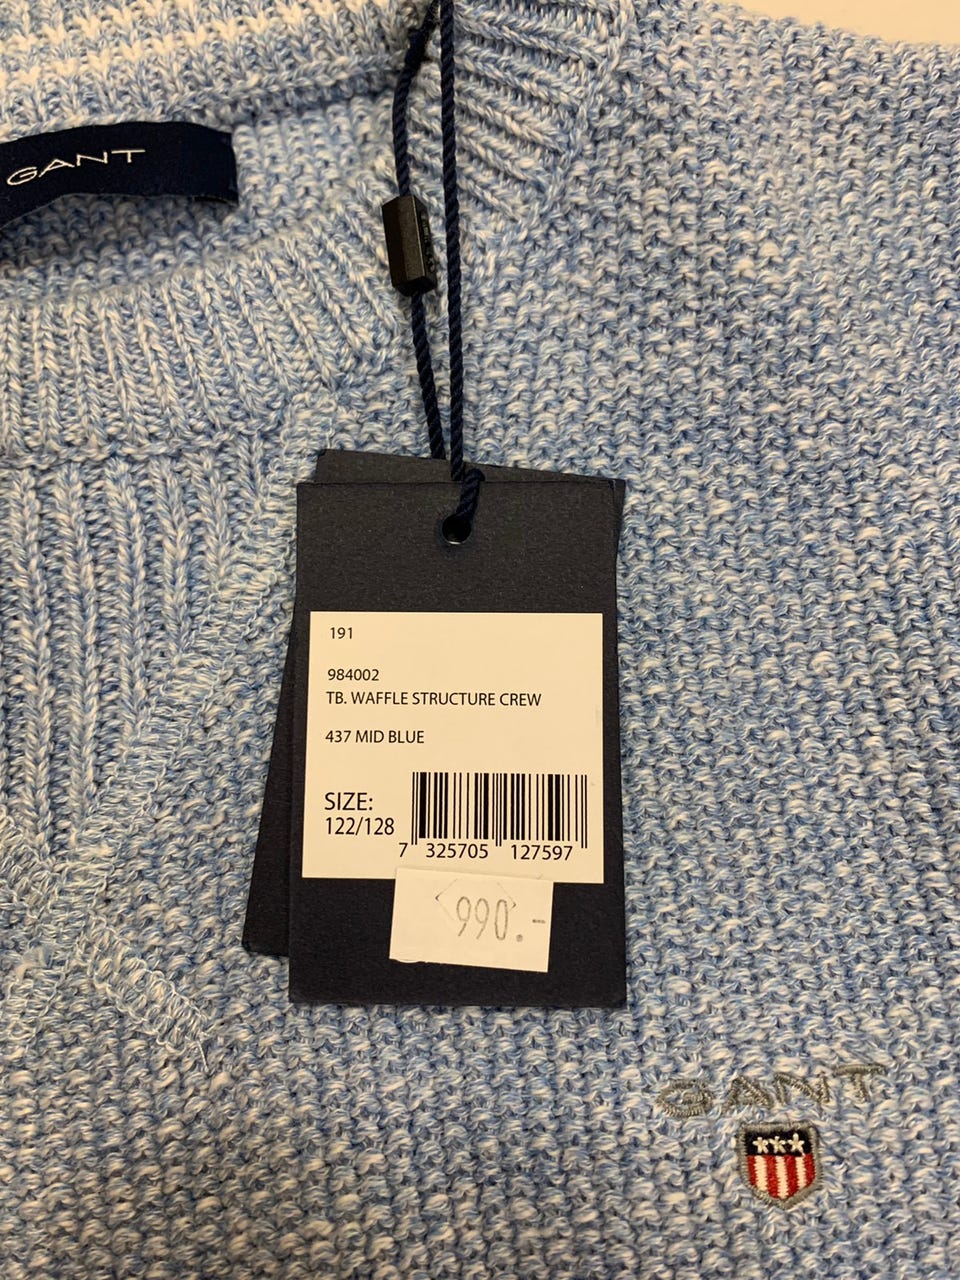 GANT
191
984002
TB. WAFFLE STRUCTURE CREW
437 MID BLUE
SIZE:
122/128
7 325705 127597
990.-
GANT